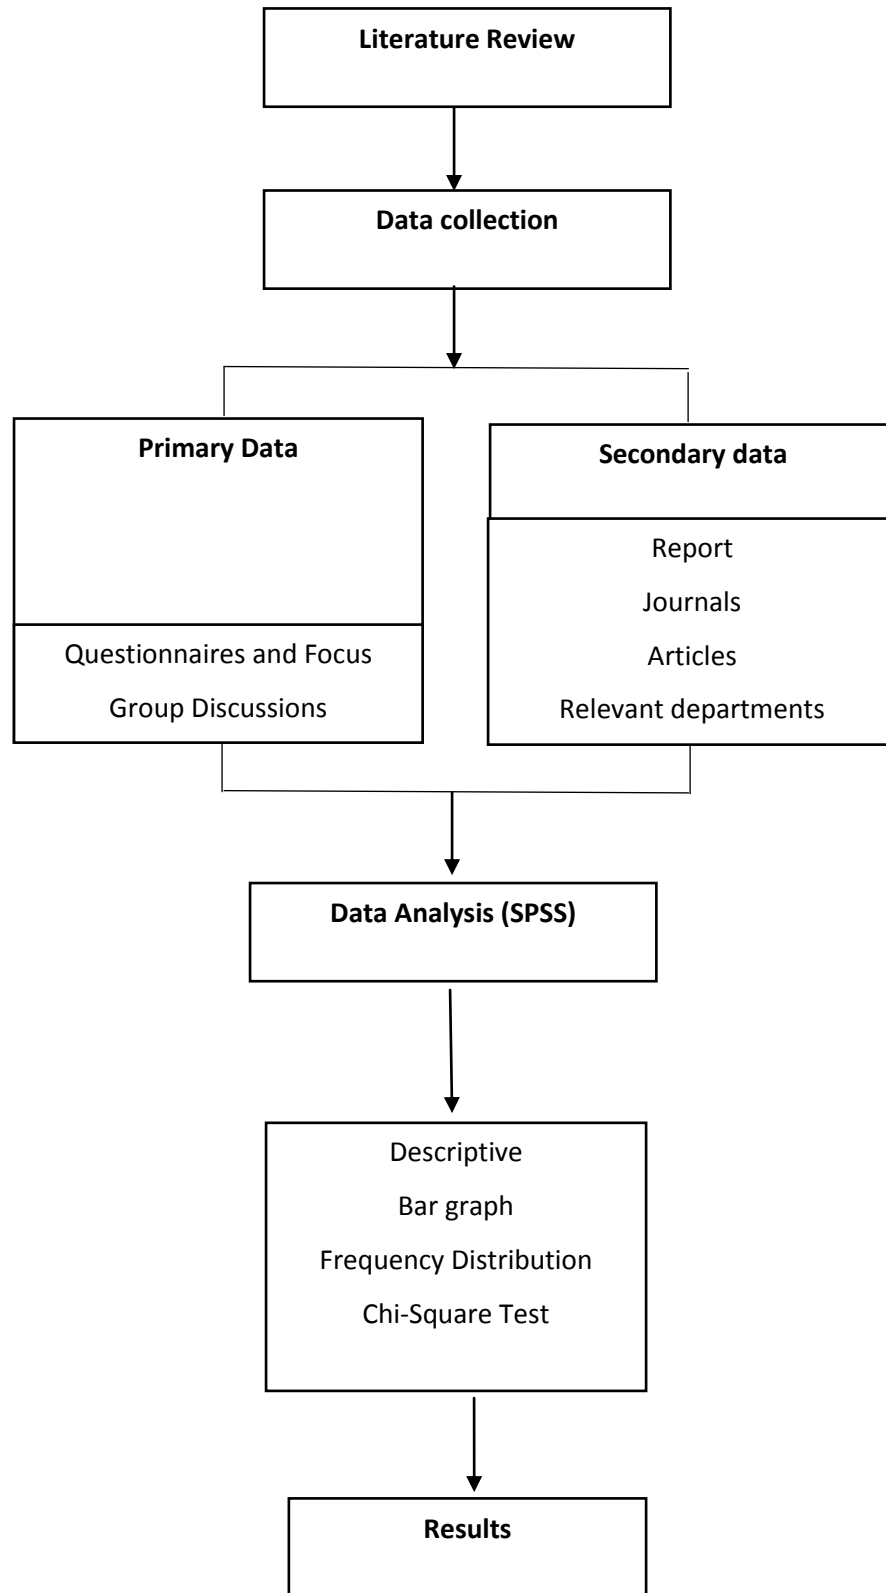 Literature Review
Data collection
Primary Data
Questionnaires and Focus
Group Discussions
Secondary data
Report
Journals
Articles
Relevant departments
Data Analysis (SPSS)
Descriptive
Bar graph
Frequency Distribution
Chi-Square Test
Results